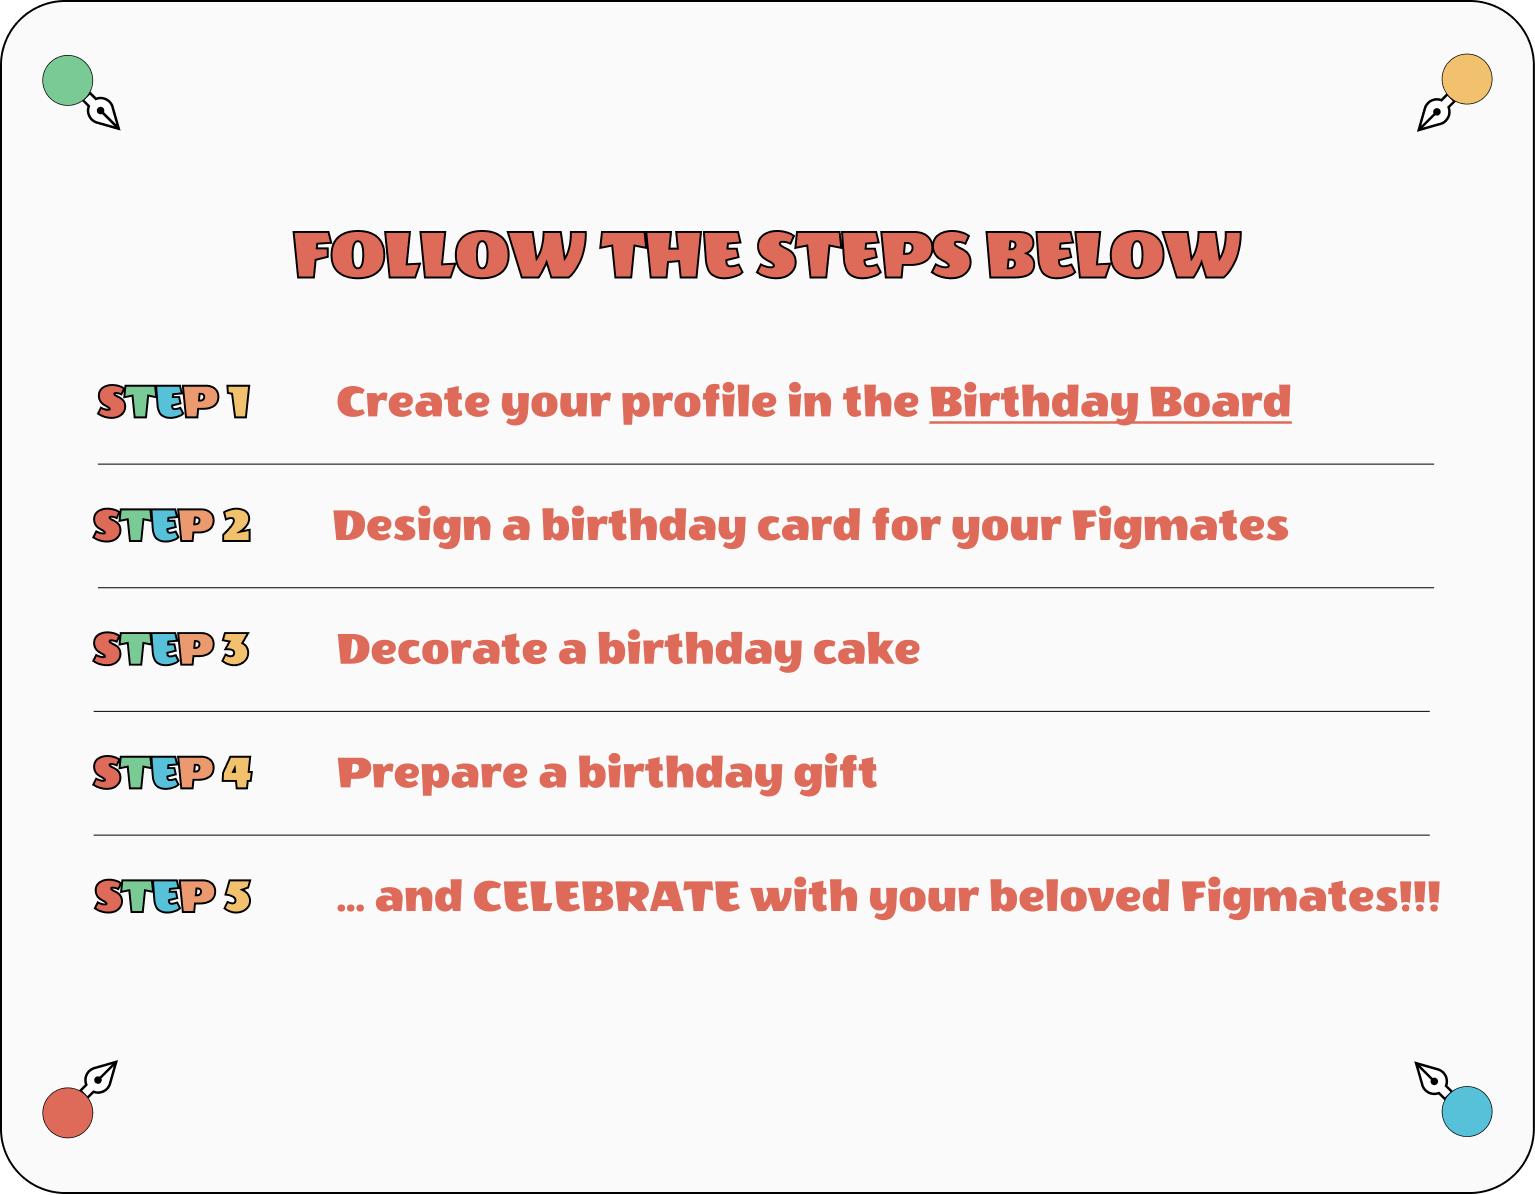 FOLLOW THE STEPS BELOW
STEP 1 Create your profile in the Birthday Board
STEP 2 Design a birthday card for your Figmates
STEP 3 Decorate a birthday cake
STEP 4 Prepare a birthday gift
STEP 5 ... and CELEBRATE with your beloved Figmates!!!